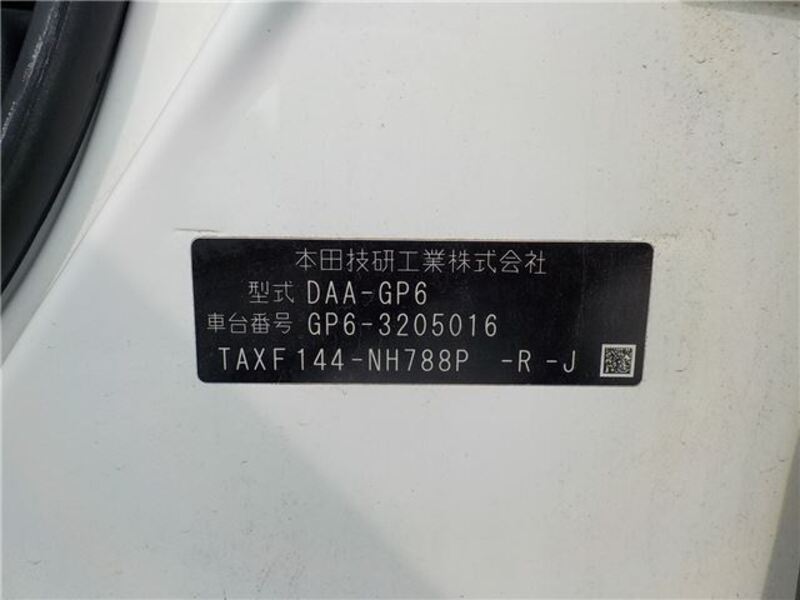 本田技研工業株式会社
型式 DAA-GP6
車台番号 GP6-3205016
TAXF144-NH788P -R-J